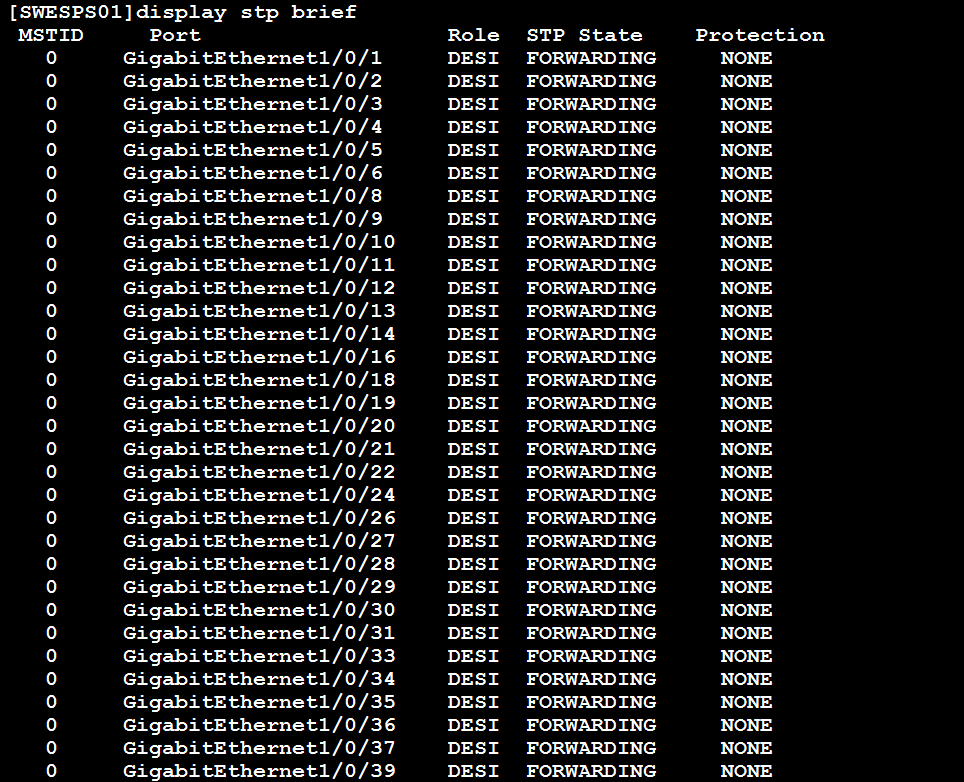 [SWESPS01]display stp brief
MSTID Port Role STP State Protection
0 GigabitEthernet1/0/1 DESI FORWARDING NONE
0 GigabitEthernet1/0/2 DESI FORWARDING NONE
0 GigabitEthernet1/0/3 DESI FORWARDING NONE
0 GigabitEthernet1/0/4 DESI FORWARDING NONE
0 GigabitEthernet1/0/5 DESI FORWARDING NONE
0 GigabitEthernet1/0/6 DESI FORWARDING NONE
0 GigabitEthernet1/0/8 DESI FORWARDING NONE
0 GigabitEthernet1/0/9 DESI FORWARDING NONE
0 GigabitEthernet1/0/10 DESI FORWARDING NONE
0 GigabitEthernet1/0/11 DESI FORWARDING NONE
0 GigabitEthernet1/0/12 DESI FORWARDING NONE
0 GigabitEthernet1/0/13 DESI FORWARDING NONE
0 GigabitEthernet1/0/14 DESI FORWARDING NONE
0 GigabitEthernet1/0/16 DESI FORWARDING NONE
0 GigabitEthernet1/0/18 DESI FORWARDING NONE
0 GigabitEthernet1/0/19 DESI FORWARDING NONE
0 GigabitEthernet1/0/20 DESI FORWARDING NONE
0 GigabitEthernet1/0/21 DESI FORWARDING NONE
0 GigabitEthernet1/0/22 DESI FORWARDING NONE
0 GigabitEthernet1/0/24 DESI FORWARDING NONE
0 GigabitEthernet1/0/26 DESI FORWARDING NONE
0 GigabitEthernet1/0/27 DESI FORWARDING NONE
0 GigabitEthernet1/0/28 DESI FORWARDING NONE
0 GigabitEthernet1/0/29 DESI FORWARDING NONE
0 GigabitEthernet1/0/30 DESI FORWARDING NONE
0 GigabitEthernet1/0/31 DESI FORWARDING NONE
0 GigabitEthernet1/0/33 DESI FORWARDING NONE
0 GigabitEthernet1/0/34 DESI FORWARDING NONE
0 GigabitEthernet1/0/35 DESI FORWARDING NONE
0 GigabitEthernet1/0/36 DESI FORWARDING NONE
0 GigabitEthernet1/0/37 DESI FORWARDING NONE
0 GigabitEthernet1/0/39 DESI FORWARDING NONE